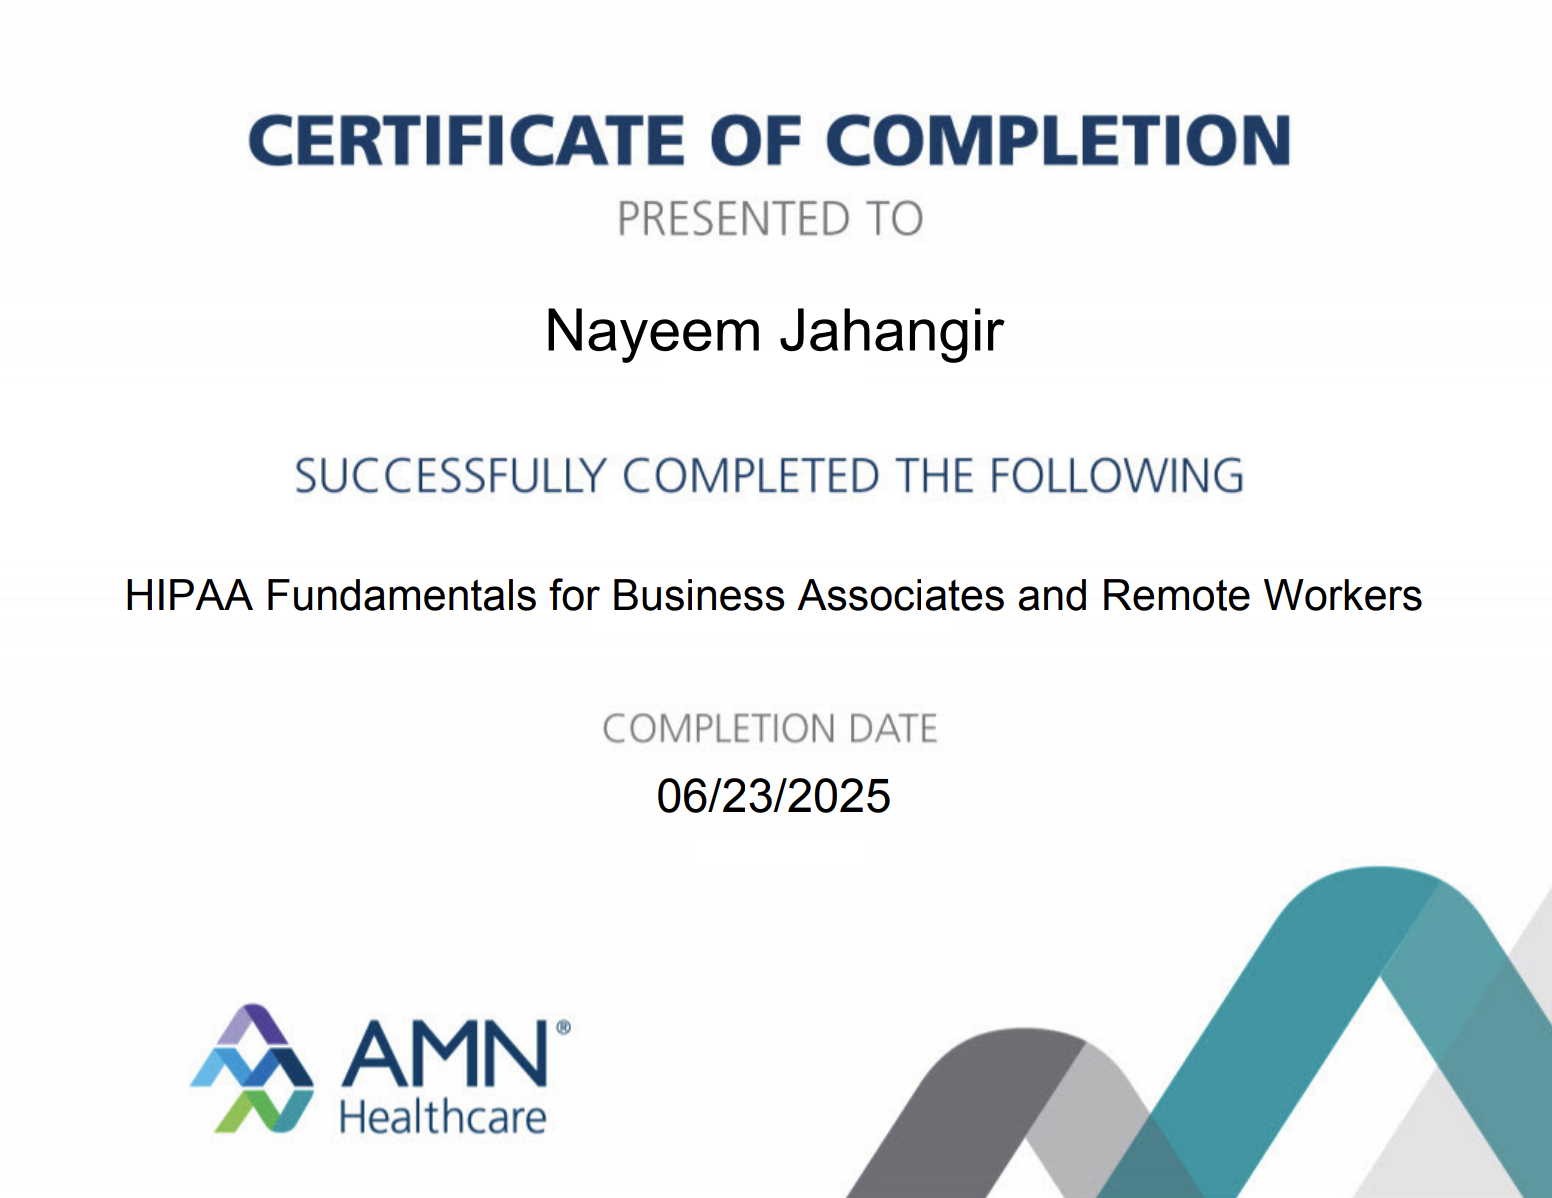 CERTIFICATE OF COMPLETION
PRESENTED TO
Nayeem Jahangir
SUCCESSFULLY COMPLETED THE FOLLOWING
HIPAA Fundamentals for Business Associates and Remote Workers
COMPLETION DATE
06/23/2025
AMN®
Healthcare